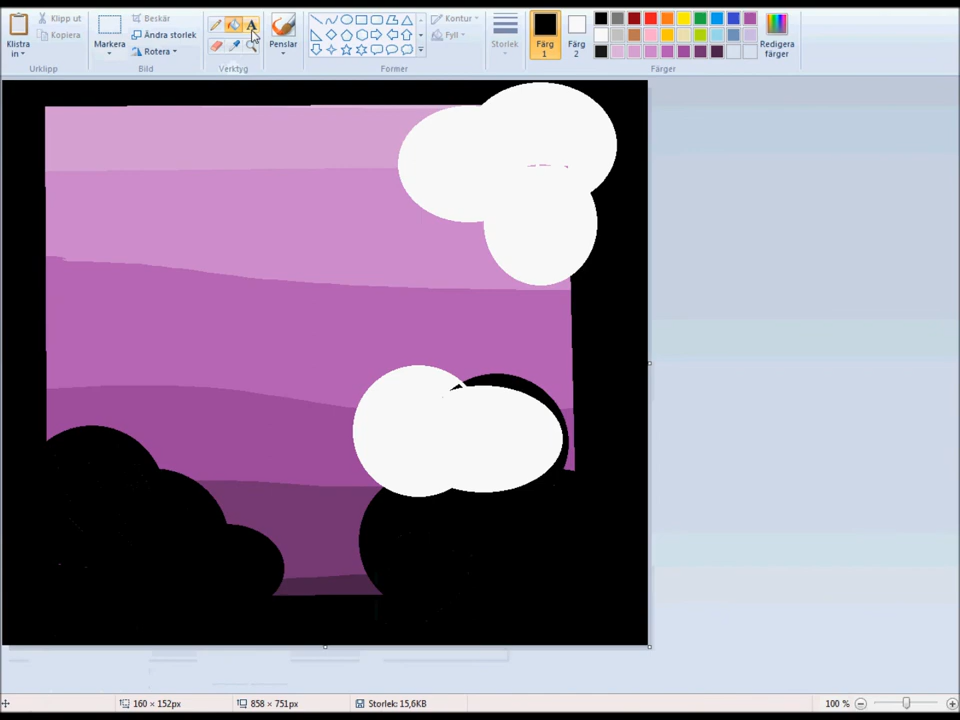 Klistra in
Klipp ut
Kopiera
Urklipp
Markera
Beskär
Ändra storlek
Rotera
Bild
A
Verktyg
Penslar
Kontur
Fyll
Former
Storlek
Färg 1
Färg 2
Redigera färger
Färger
160 × 152px
858 × 751px
Storlek: 15,6KB
100 %